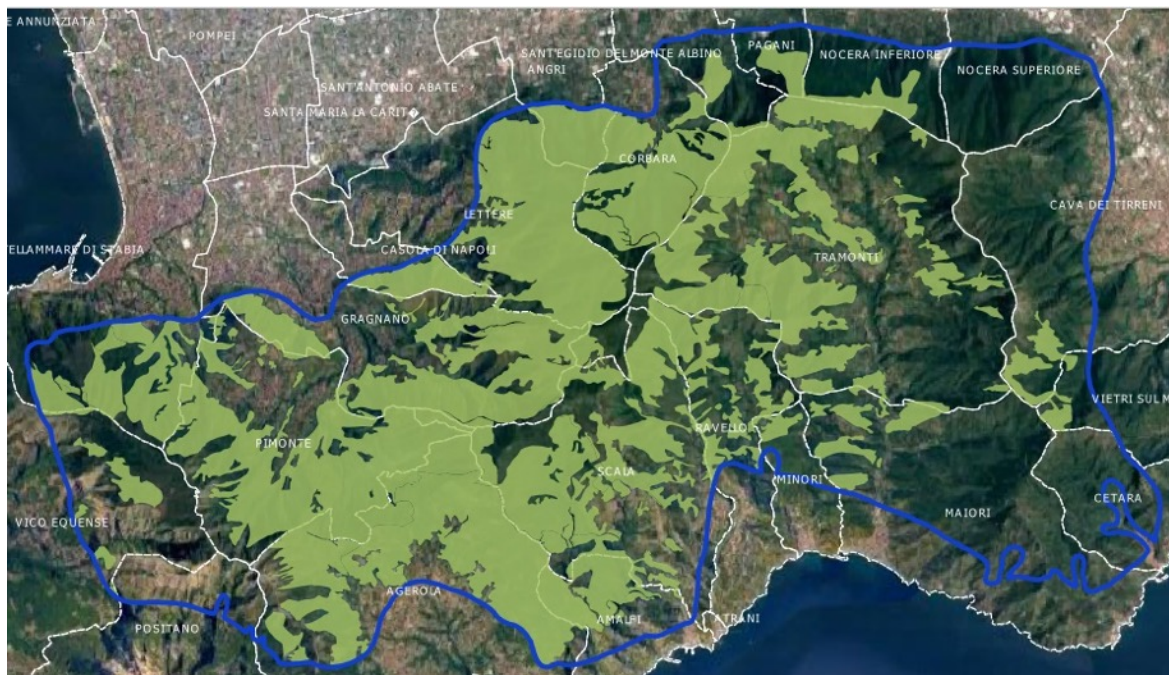 E ANNUNZIATA
POMPEI
SANT'EGIDIO DEL MONTE ALBINO
PAGANI
ANGRI
NOCERA INFERIORE
NOCERA SUPERIORE
SANT'ANTONIO ABATE
SANTA MARIA LA CARIT�
CORBARA
LETTERE
CAVA DEI TIRRENI
TELLAMMARE DI STABIA
CASOLA DI NAPOLI
TRAMONTI
GRAGNANO
VIETRI SUL M
RAVELLO
PIMONTE
SCALA
MINORI
CETARA
VICO EQUENSE
MAIORI
AGEROLA
AMALFI
ATRANI
POSITANO